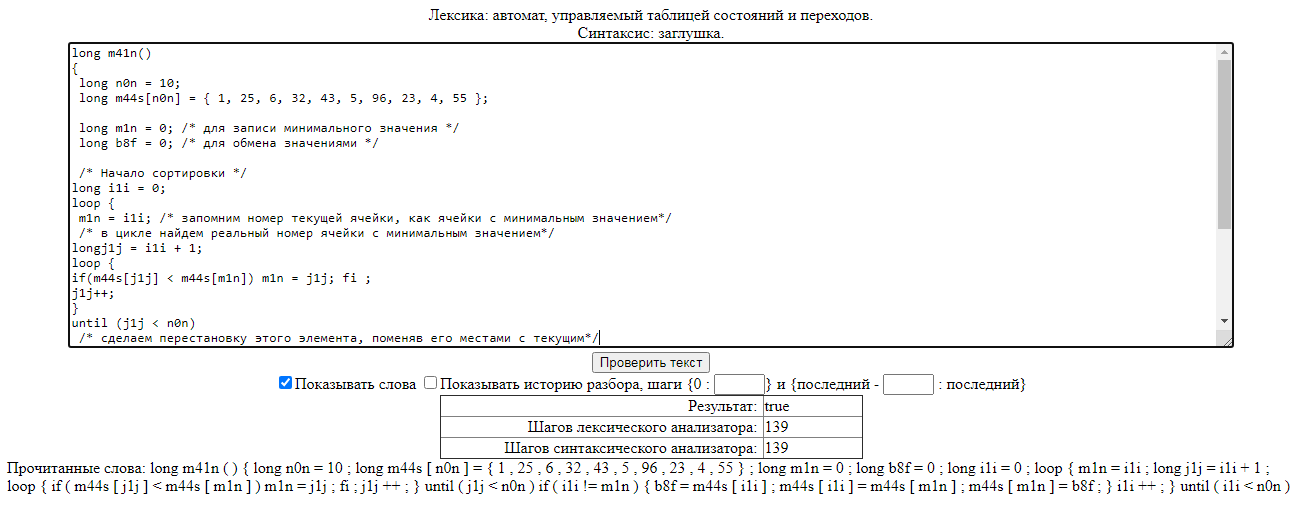 Лексика: автомат, управляемый таблицей состояний и переходов.
Синтаксис: заглушка.
long m41n()
{
 long n0n = 10;
 long m44s[n0n] = { 1, 25, 6, 32, 43, 5, 96, 23, 4, 55 };

 long m1n = 0; /* для записи минимального значения */
 long b8f = 0; /* для обмена значениями */

 /* Начало сортировки */
long i1i = 0;
loop {
 m1n = i1i; /* запомним номер текущей ячейки, как ячейки с минимальным значением*/
 /* в цикле найдем реальный номер ячейки с минимальным значением*/
longj1j = i1i + 1;
loop {
if(m44s[j1j] < m44s[m1n]) m1n = j1j; fi ;
j1j++;
}
until (j1j < n0n)
 /* сделаем перестановку этого элемента, поменяв его местами с текущим*/
Проверить текст
Показывать слова Показывать историю разбора, шаги {0 : } и {последний - : последний}
Результат: true
Шагов лексического анализатора: 139
Шагов синтаксического анализатора: 139
Прочитанные слова: long m41n ( ) { long n0n = 10 ; long m44s [ n0n ] = { 1 , 25 , 6 , 32 , 43 , 5 , 96 , 23 , 4 , 55 } ; long m1n = 0 ; long b8f = 0 ; long i1i = 0 ; loop { m1n = i1i ; long j1j = i1i + 1 ;
loop { if ( m44s [ j1j ] < m44s [ m1n ] ) m1n = j1j ; fi ; j1j ++ ; } until ( j1j < n0n ) if ( i1i != m1n ) { b8f = m44s [ i1i ] ; m44s [ i1i ] = m44s [ m1n ] ; m44s [ m1n ] = b8f ; } i1i ++ ; } until ( i1i < n0n )